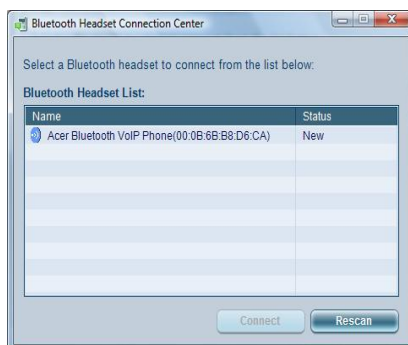 Bluetooth Headset Connection Center
Select a Bluetooth headset to connect from the list below:
Bluetooth Headset List:
Name Status
Acer Bluetooth VoIP Phone(00:0B:6B:B8:D6:CA) New
Connect Rescan